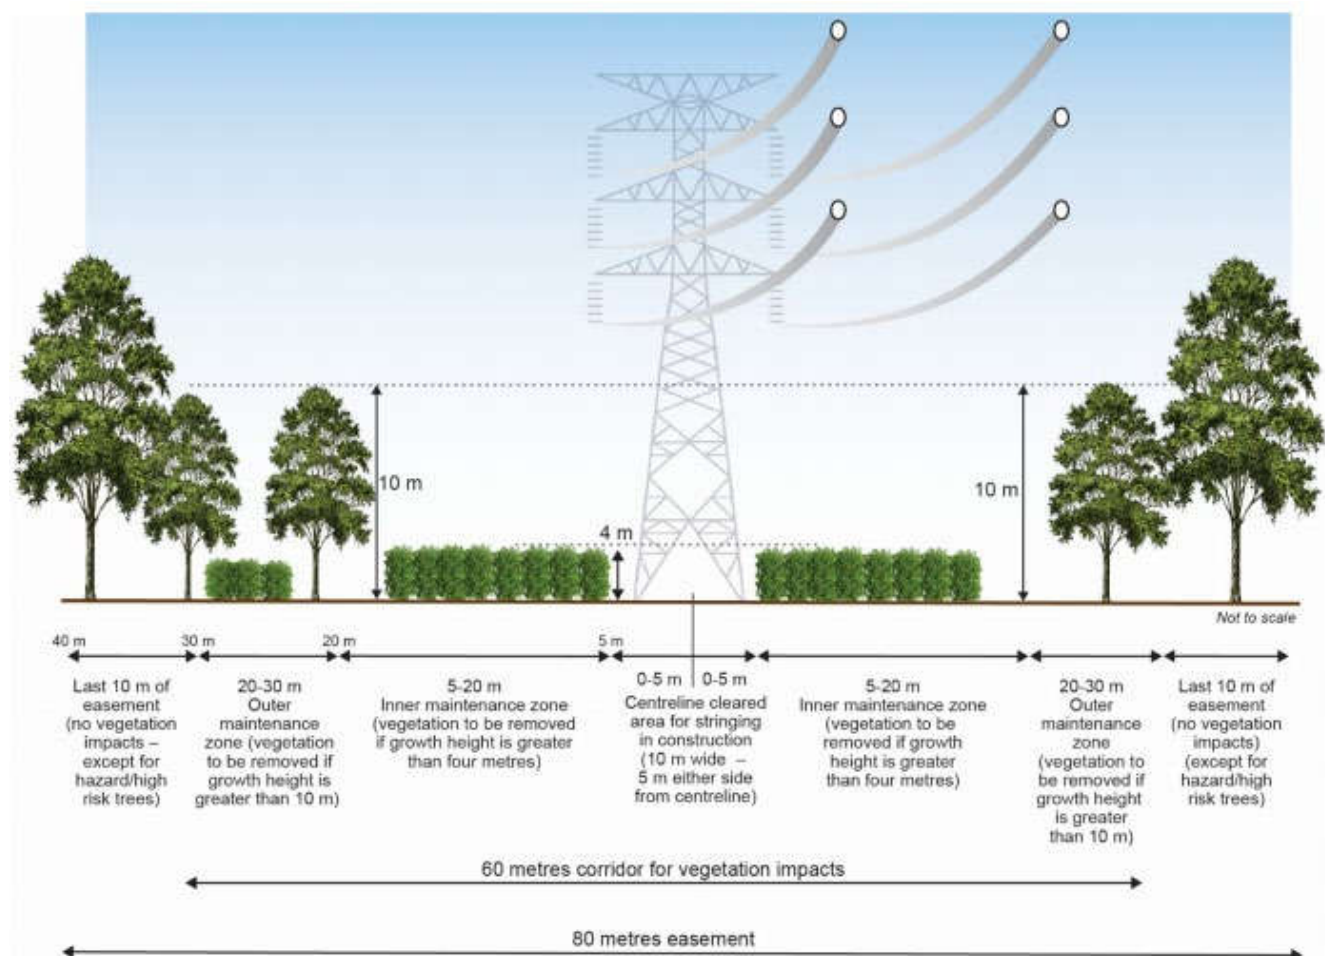 10 m
10 m
4 m
Not to scale
40 m
30 m
20 m
5 m
0-5 m
0-5 m
Last 10 m of
easement
(no vegetation
impacts –
except for
hazard/high
risk trees)
20-30 m
Outer
maintenance
zone (vegetation
to be removed if
growth height is
greater than 10 m)
5-20 m
Inner maintenance zone
(vegetation to be removed
if growth height is greater
than four metres)
Centreline cleared
area for stringing
in construction
(10 m wide –
5 m either side
from centreline)
5-20 m
Inner maintenance zone
(vegetation to be
removed if growth
height is greater
than four metres)
20-30 m
Outer
maintenance
zone
(vegetation to
be removed if
growth height
is greater
than 10 m)
Last 10 m of
easement
(no vegetation
impacts)
(except for
hazard/high
risk trees)
60 metres corridor for vegetation impacts
80 metres easement